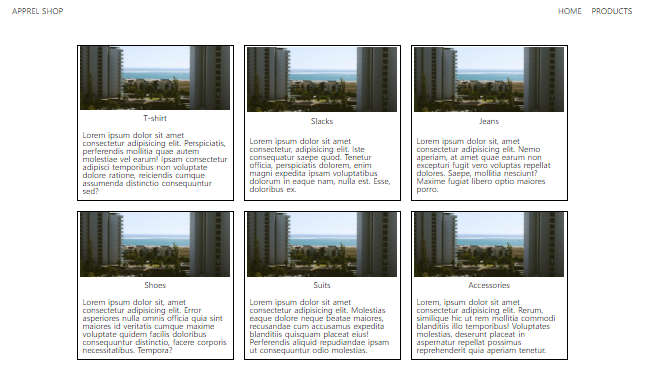 APPREL SHOP
HOME
PRODUCTS
T-shirt
Lorem ipsum dolor sit amet
consectetur adipisicing elit. Perspiciatis,
perferendis mollitia quae autem
molestiae vel earum! Ipsam consectetur
adipisci temporibus non voluptate
dolore ratione, reiciendis cumque
assumenda distinctio consequuntur
sed?
Slacks
Lorem ipsum dolor sit amet
consectetur, adipisicing elit. Iste
consequatur saepe quod. Tenetur
officia, perspiciatis dolorem, enim
magni expedita ipsam voluptatibus
dolorum in eaque nam, nulla est. Esse,
doloribus ex.
Jeans
Lorem ipsum dolor sit amet
consectetur adipisicing elit. Nemo
aperiam, at amet quae earum non
excepturi fugit vero voluptas repellat
dolores. Saepe, mollitia nesciunt?
Maxime fugiat libero optio maiores
porro.
Shoes
Lorem ipsum dolor sit, amet
consectetur adipisicing elit. Error
asperiores nulla omnis officia quia sint
maiores id veritatis cumque maxime
voluptate quidem facilis doloribus
consequuntur distinctio, facere corporis
necessitatibus. Tempora?
Suits
Lorem ipsum dolor sit amet
consectetur adipisicing elit. Molestias
eaque dolore neque beatae maiores,
recusandae cum accusamus expedita
blanditiis quisquam placeat eius!
Perferendis aliquid repudiandae ipsam
ut consequuntur odio molestias.
Accessories
Lorem, ipsum dolor sit amet
consectetur adipisicing elit. Rerum,
similique hic ut rem mollitia commodi
blanditiis illo temporibus! Voluptates
molestias, deserunt placeat in
aspernatur repellat possimus
reprehenderit quia aperiam tenetur.